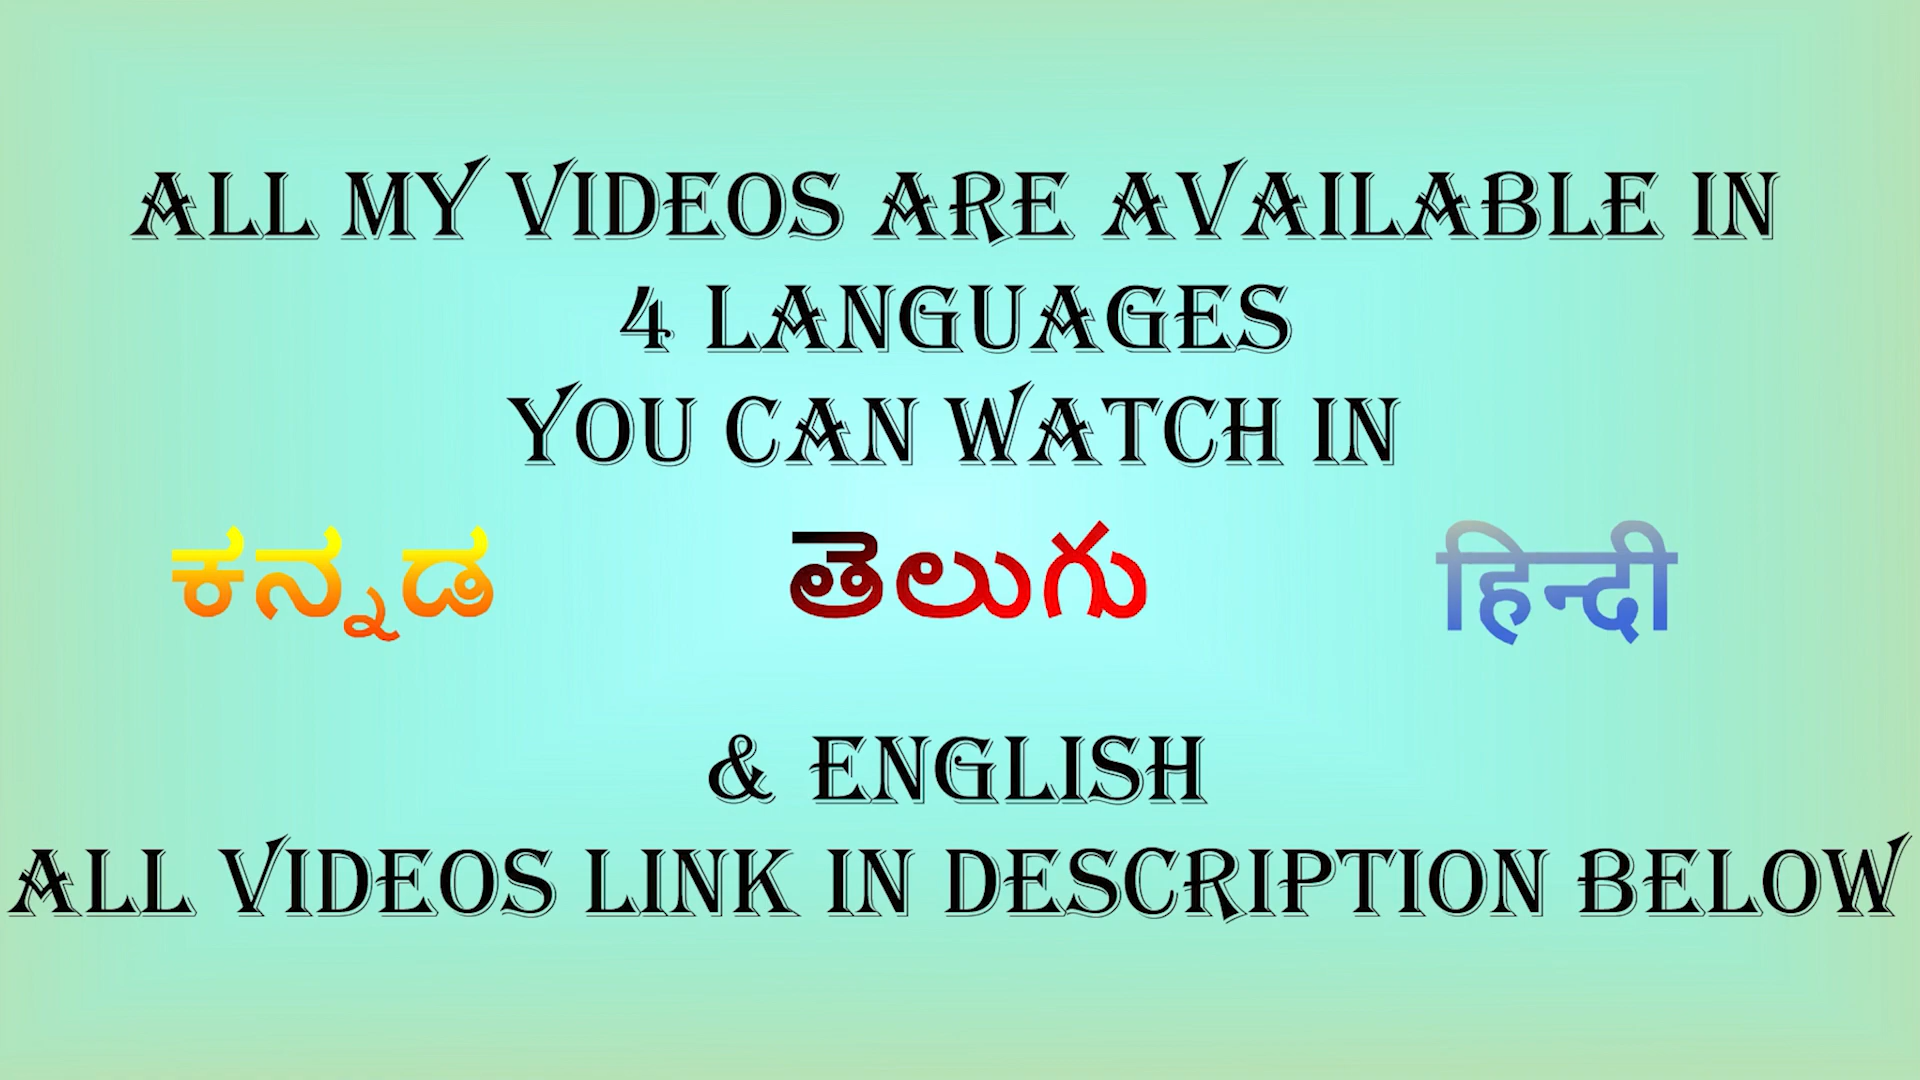 ALL MY VIDEOS ARE AVAILABLE IN
4 LANGUAGES
YOU CAN WATCH IN
ಕನ್ನಡ తెలుగు हिन्दी
& ENGLISH
ALL VIDEOS LINK IN DESCRIPTION BELOW